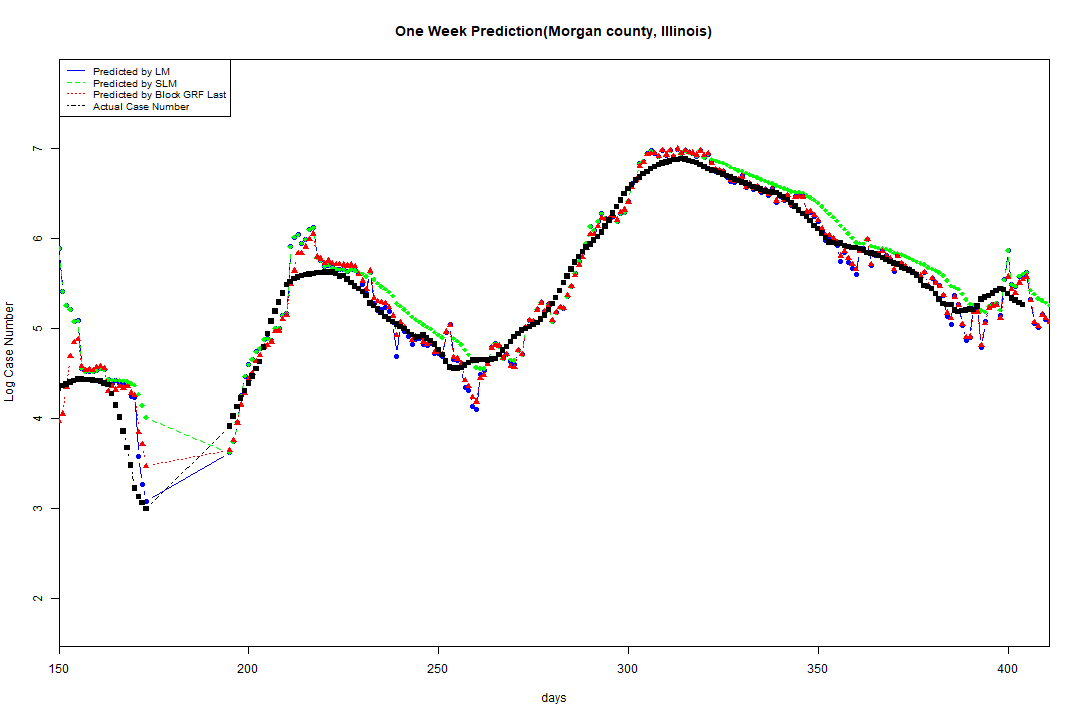 One Week Prediction(Morgan county, Illinois)
Predicted by LM
Predicted by SLM
Predicted by Block GRF Last
Actual Case Number
Log Case Number
7
6
5
4
3
2
150 200 250 300 350 400
days